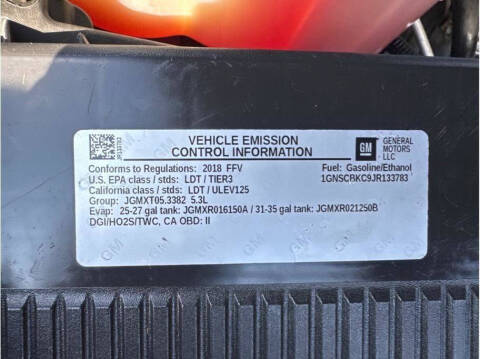 VEHICLE EMISSION
CONTROL INFORMATION
GM
GENERAL
MOTORS
LLC
Conforms to Regulations: 2018 FFV
Fuel: Gasoline/Ethanol
U.S. EPA class / stds: LDT / TIER3
1GNSCBKC9JR133783
California class / stds: LDT / ULEV125
Group: JGMXT05.3382 5.3L
Evap: 25-27 gal tank: JGMXR016150A / 31-35 gal tank: JGMXR021250B
DGI/HO2S/TWC, CA OBD: II